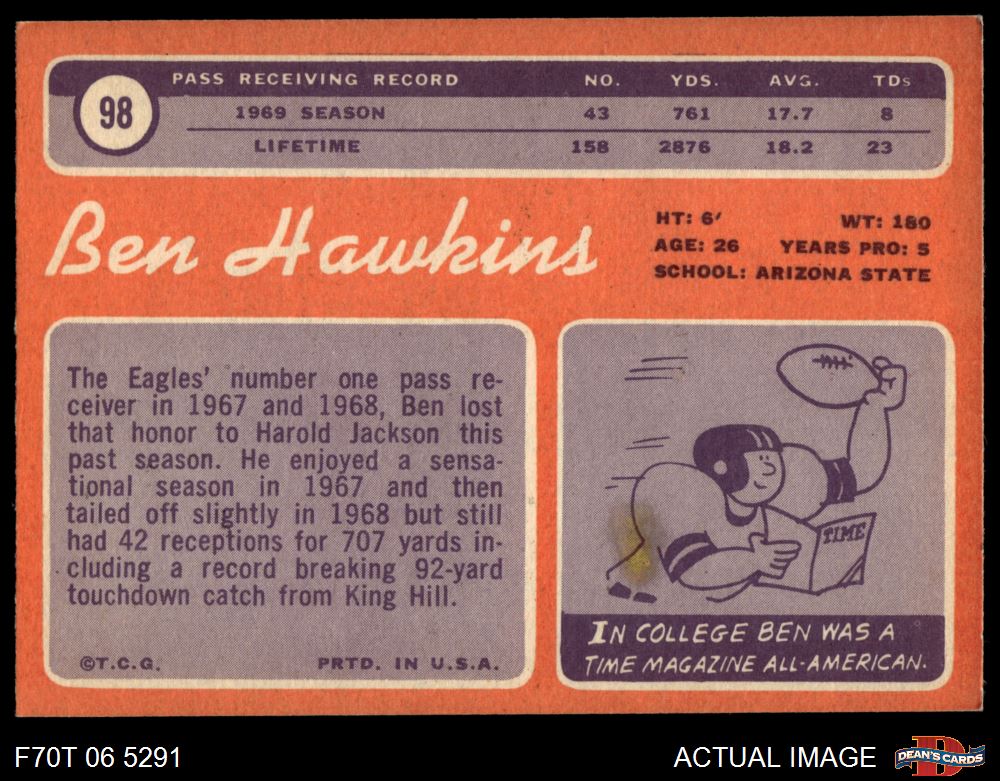 98
PASS RECEIVING RECORD NO. YDS. AVG. TDs
1969 SEASON 43 761 17.7 8
LIFETIME 158 2876 18.2 23
Ben Hawkins
HT: 6' WT: 180
AGE: 26 YEARS PRO: 5
SCHOOL: ARIZONA STATE
The Eagles' number one pass re-
ceiver in 1967 and 1968, Ben lost
that honor to Harold Jackson this
past season. He enjoyed a sensa-
tional season in 1967 and then
tailed off slightly in 1968 but still
had 42 receptions for 707 yards in-
cluding a record breaking 92-yard
touchdown catch from King Hill.
©T.C.G. PRTD. IN U.S.A.
TIME
IN COLLEGE BEN WAS A
TIME MAGAZINE ALL-AMERICAN.
F70T 06 5291 ACTUAL IMAGE
D
DEAN'S CARDS